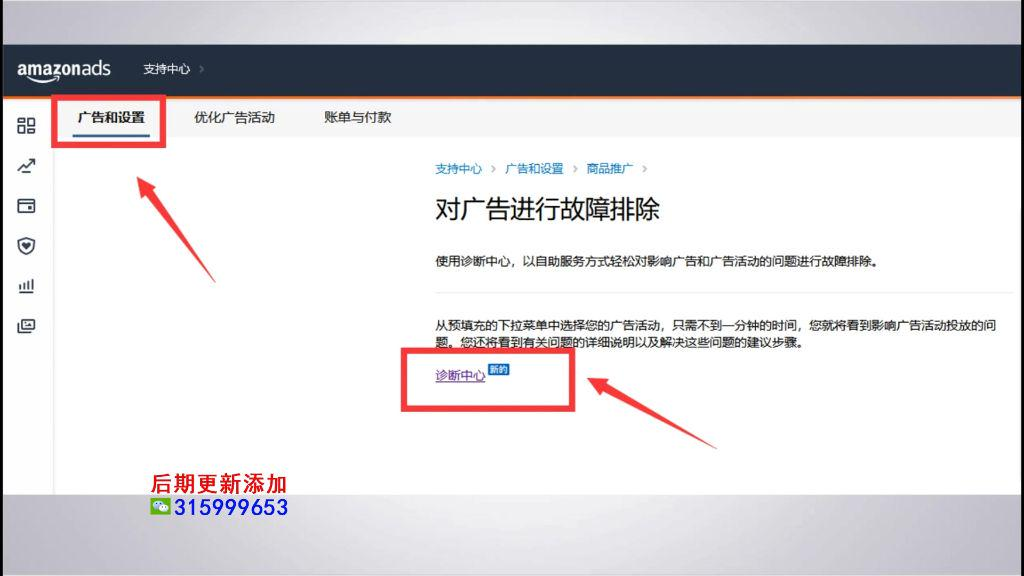 amazonads 支持中心 >
广告和设置 优化广告活动 账单与付款
支持中心 > 广告和设置 > 商品推广 >
对广告进行故障排除
使用诊断中心，以自助服务方式轻松对影响广告和广告活动的问题进行故障排除。
从预填充的下拉菜单中选择您的广告活动，只需不到一分钟的时间，您就将看到影响广告活动投放的问
题。您还将看到有关问题的详细说明以及解决这些问题的建议步骤。
诊断中心 新的
后期更新添加
315999653